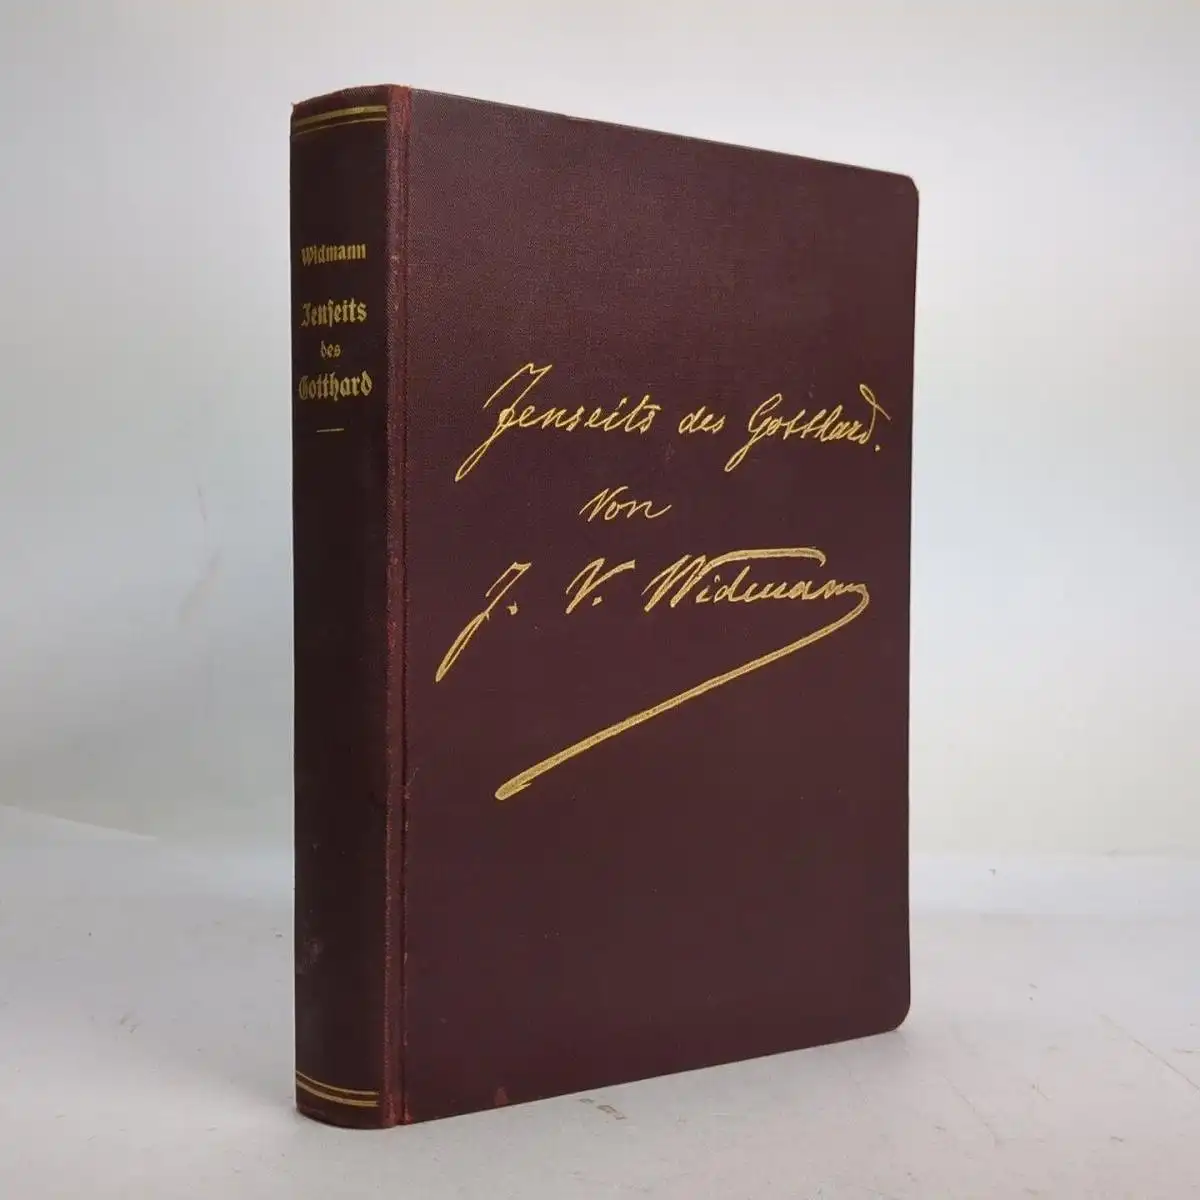 Widmann
Jenseits
des
Gotthard
Jenseits des Gotthard.
Von
J. V. Widmann